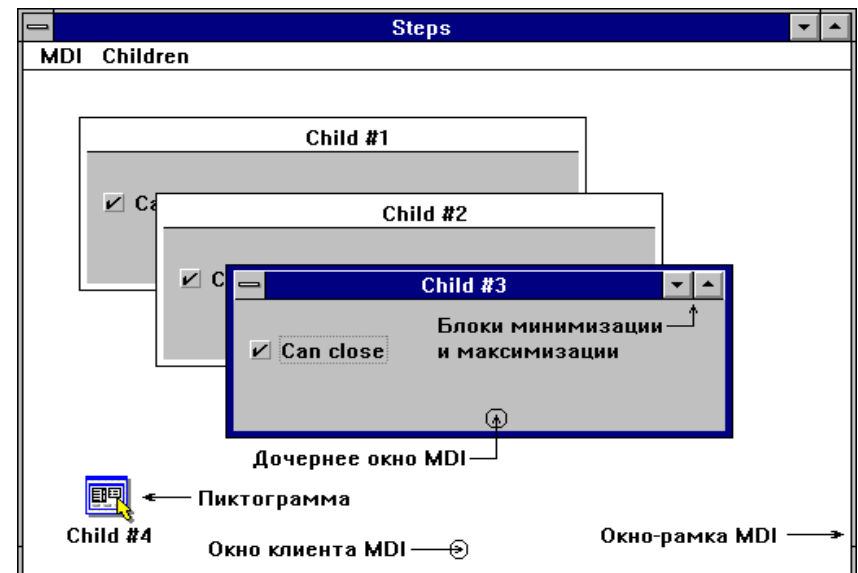 Steps
MDI Children
Child #1
Ca
Child #2
C
Child #3
Блоки минимизации
и максимизации
Can close
Дочернее окно MDI
Пиктограмма
Child #4
Окно клиента MDI
Окно-рамка MDI